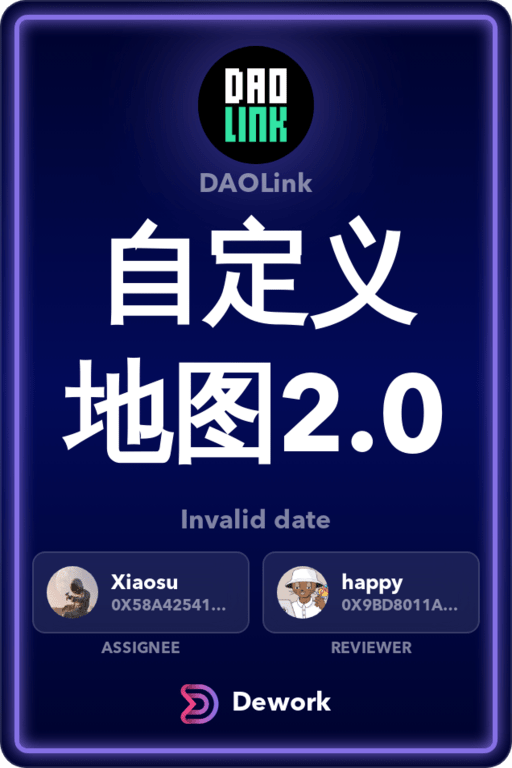 DAO
LINK
DAOLink
自定义
地图2.0
Invalid date
Xiaosu
0X58A42541...
happy
0X9BD8011A...
ASSIGNEE
REVIEWER
Dework